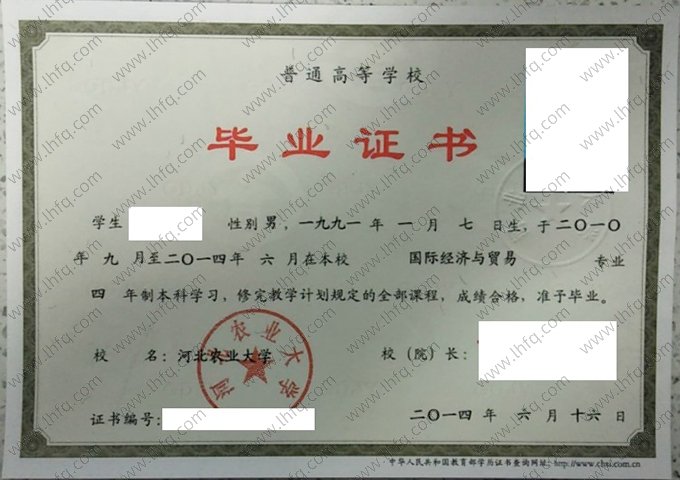 普通高等学校
毕业证书
学生 性别 男，一九九一 年 一 月 七 日生，于二〇一〇
年 九 月至二〇一四年 六 月在本校 国际经济与贸易 专业
四 年制本科学习，修完教学计划规定的全部课程，成绩合格，准予毕业。
校 名：河北农业大学 校（院）长：
河北农业大学
证书编号： 二〇一四 年 六 月 十六 日
中华人民共和国教育部学历证书查询网址：http://www.chsi.com.cn
www.lhfq.com